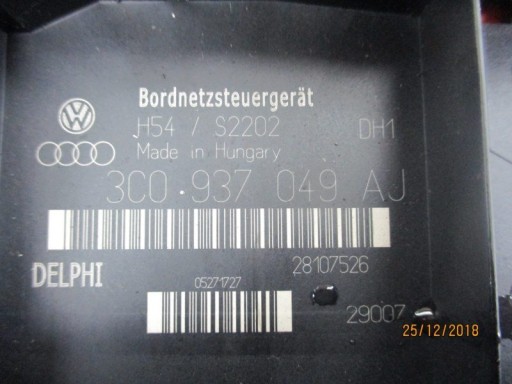 Bordnetzsteuergerät
H54 / S2202 DH1
Made in Hungary
3C0 937 049 AJ
28107526
DELPHI
05271727
29007
25/12/2018